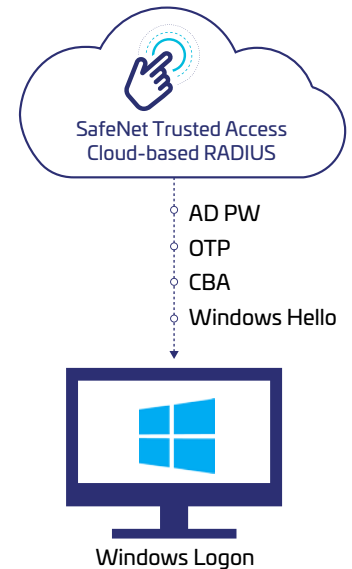 SafeNet Trusted Access
Cloud-based RADIUS
AD PW
OTP
CBA
Windows Hello
Windows Logon